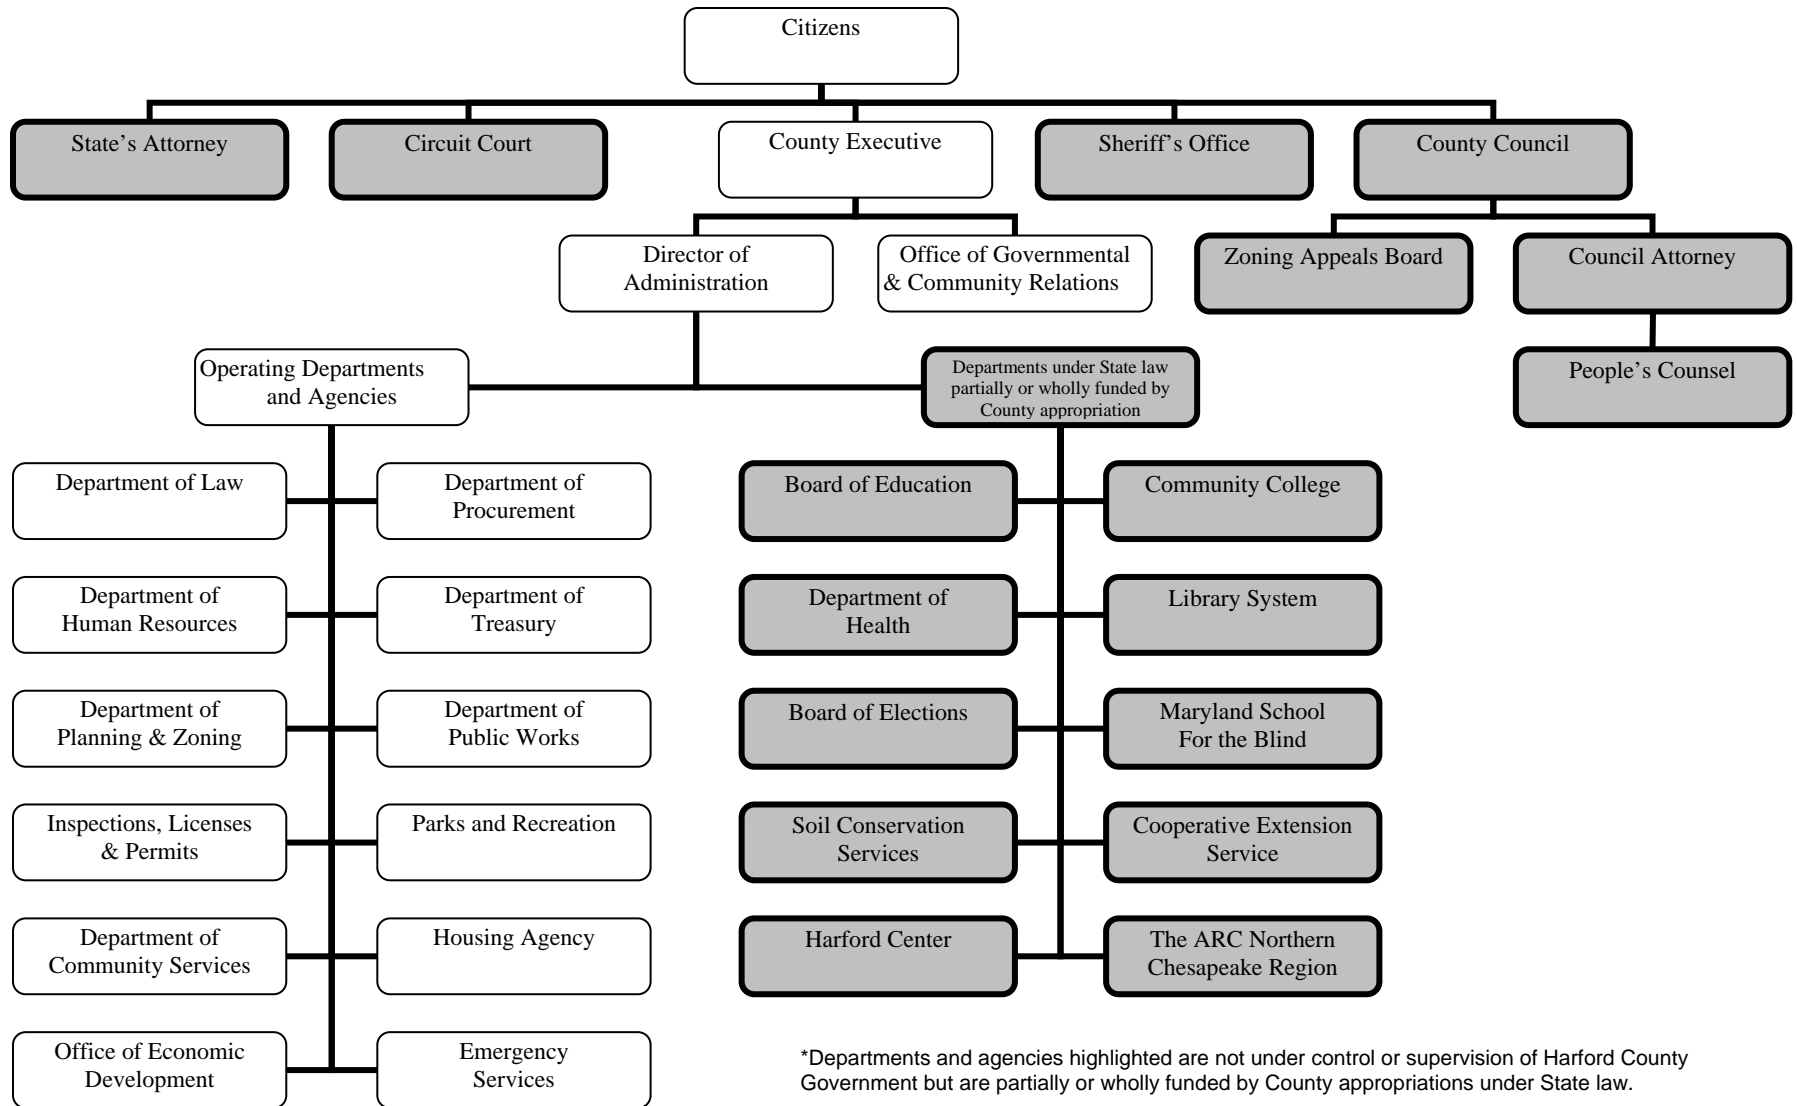 Citizens
State’s Attorney
Circuit Court
County Executive
Sheriff’s Office
County Council
Director of
Administration
Office of Governmental
& Community Relations
Zoning Appeals Board
Council Attorney
Operating Departments
and Agencies
Departments under State law
partially or wholly funded by
County appropriation
People’s Counsel
Department of Law
Department of
Procurement
Board of Education
Community College
Department of
Human Resources
Department of
Treasury
Department of
Health
Library System
Department of
Planning & Zoning
Department of
Public Works
Board of Elections
Maryland School
For the Blind
Inspections, Licenses
& Permits
Parks and Recreation
Soil Conservation
Services
Cooperative Extension
Service
Department of
Community Services
Housing Agency
Harford Center
The ARC Northern
Chesapeake Region
Office of Economic
Development
Emergency
Services
*Departments and agencies highlighted are not under control or supervision of Harford County
Government but are partially or wholly funded by County appropriations under State law.